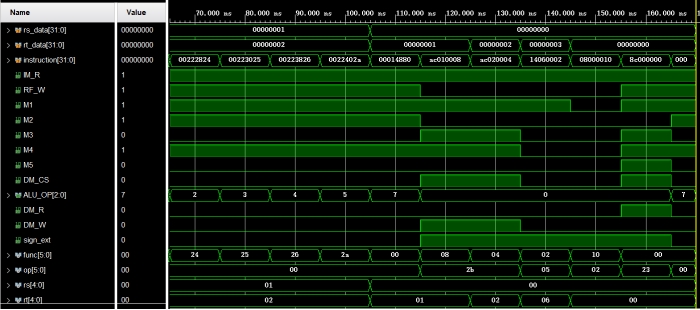 Name Value 70.000 ns 80.000 ns 90.000 ns 100.000 ns 110.000 ns 120.000 ns 130.000 ns 140.000 ns 150.000 ns 160.000 ns
rs_data[31:0] 00000000 00000001 00000000
rt_data[31:0] 00000000 00000002 00000001 00000002 00000003 00000000
instruction[31:0] 00000000 00222824 00223025 00223826 0022402a 00014880 ac010008 ac020004 14060002 08000010 8c000000 000
IM_R 1
RF_W 1
M1 1
M2 1
M3 0
M4 1
M5 0
DM_CS 0
ALU_OP[2:0] 7 2 3 4 5 7 0 7
DM_R 0
DM_W 0
sign_ext 0
func[5:0] 00 24 25 26 2a 00 08 04 02 10 00
op[5:0] 00 00 2b 05 02 23 00
rs[4:0] 00 01 00
rt[4:0] 00 02 01 02 06 00